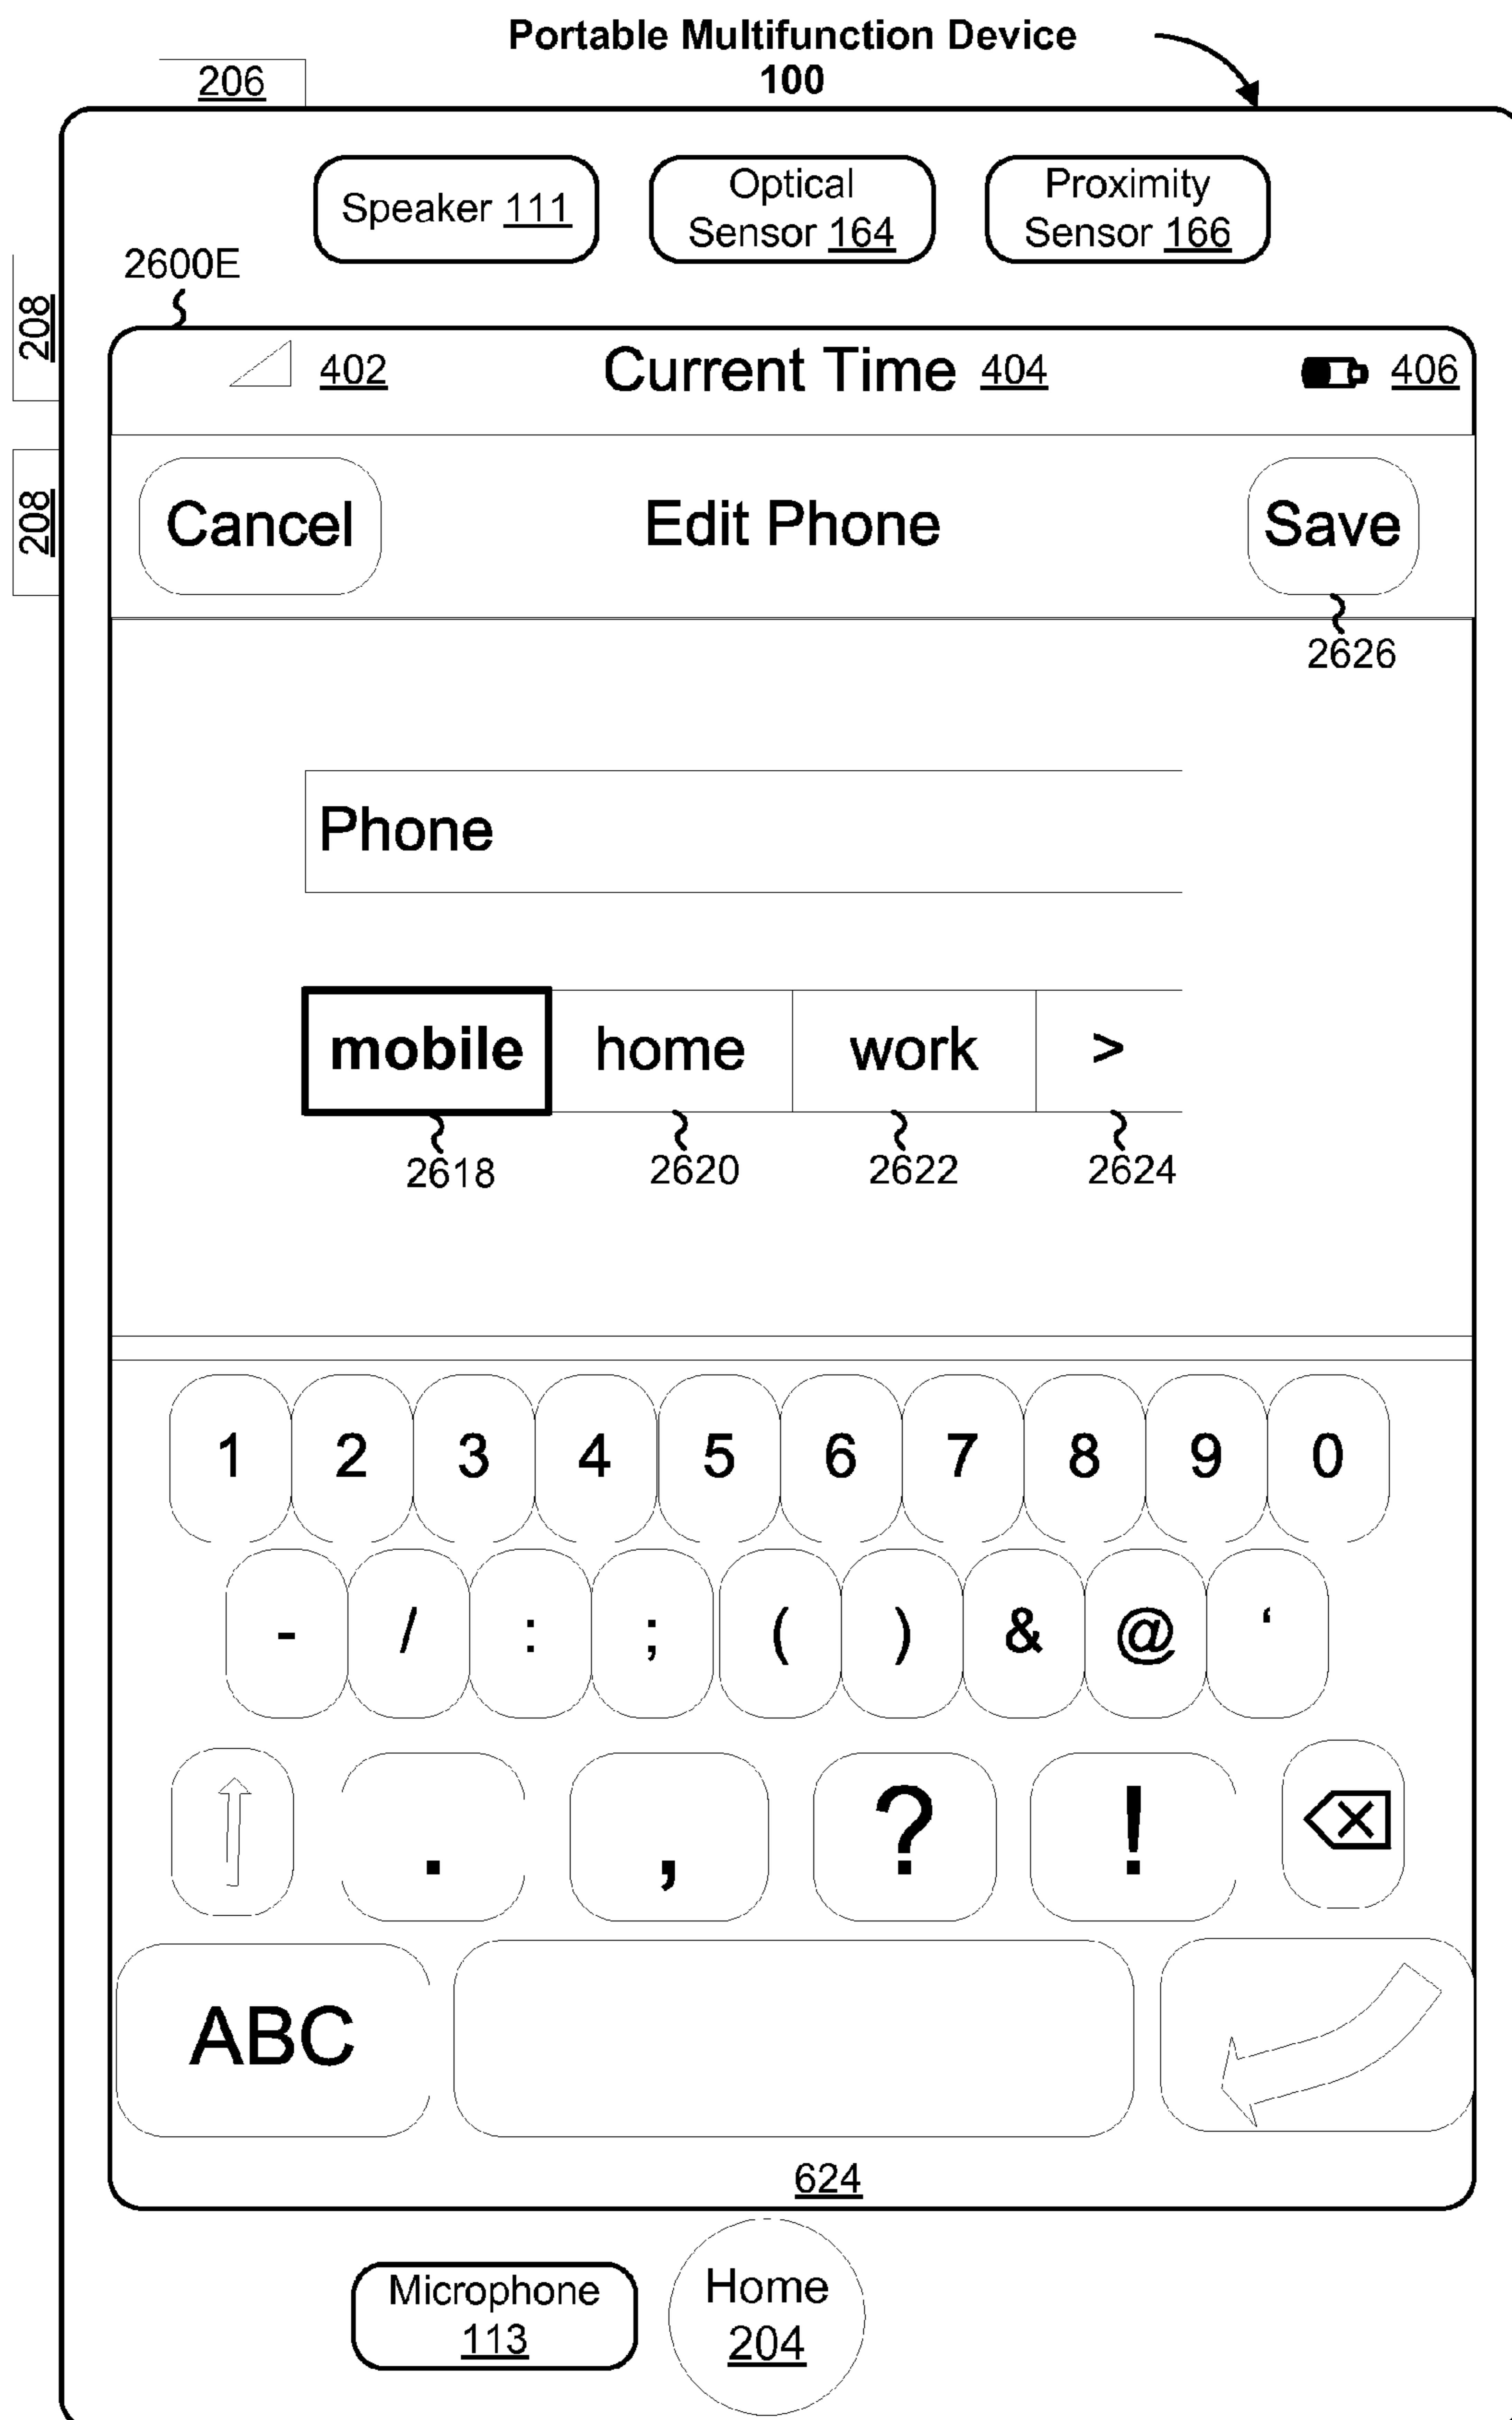 Portable Multifunction Device
100
206
Speaker 111
Optical
Sensor 164
Proximity
Sensor 166
2600E
208
402
Current Time 404
406
208
Cancel
Edit Phone
Save
2626
Phone
mobile
home
work
>
2618
2620
2622
2624
1 2 3 4 5 6 7 8 9 0
- / : ; ( ) & @ ‘
. , ? !
ABC
624
Microphone
113
Home
204